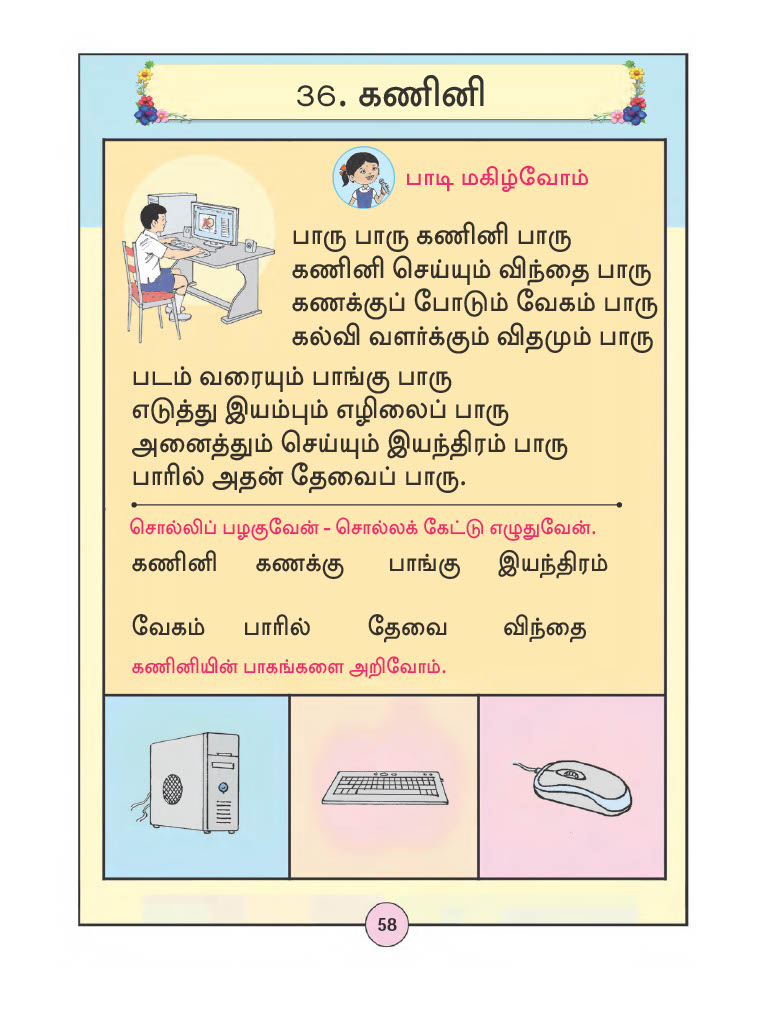 36. கணினி
பாடி மகிழ்வோம்
பாரு பாரு கணினி பாரு
கணினி செய்யும் விந்தை பாரு
கணக்குப் போடும் வேகம் பாரு
கல்வி வளர்க்கும் விதமும் பாரு
படம் வரையும் பாங்கு பாரு
எடுத்து இயம்பும் எழிலைப் பாரு
அனைத்தும் செய்யும் இயந்திரம் பாரு
பாரில் அதன் தேவைப் பாரு.
சொல்லிப் பழகுவேன் - சொல்லக் கேட்டு எழுதுவேன்.
கணினி கணக்கு பாங்கு இயந்திரம்
வேகம் பாரில் தேவை விந்தை
கணினியின் பாகங்களை அறிவோம்.
58